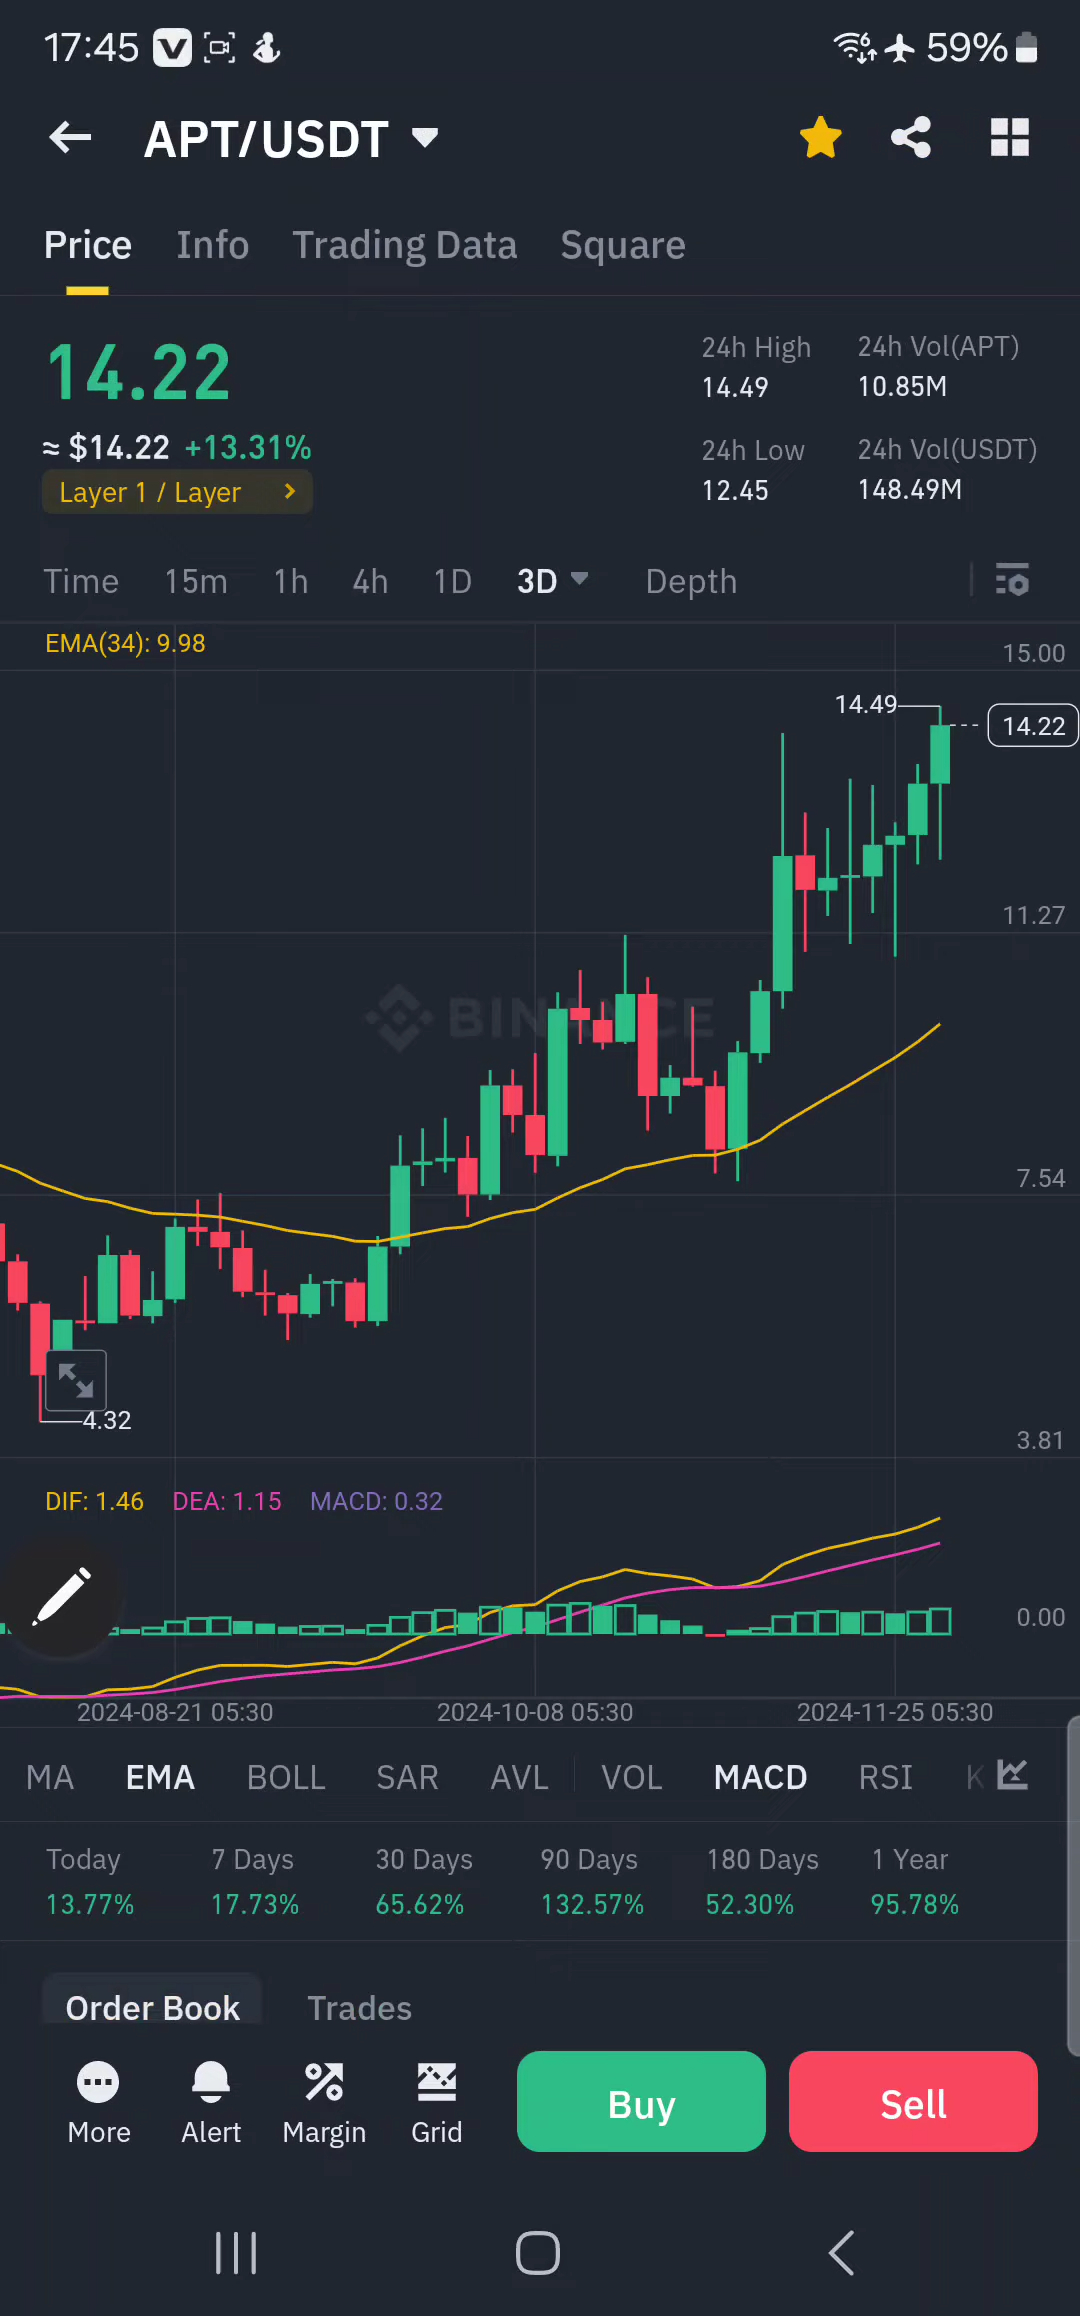 17:45 59%
APT/USDT
Price Info Trading Data Square
14.22
≈ $14.22 +13.31%
Layer 1 / Layer
24h High
14.49
24h Vol(APT)
10.85M
24h Low
12.45
24h Vol(USDT)
148.49M
Time 15m 1h 4h 1D 3D Depth
EMA(34): 9.98
15.00
14.49
14.22
11.27
BINANCE
7.54
4.32
3.81
DIF: 1.46 DEA: 1.15 MACD: 0.32
0.00
2024-08-21 05:30 2024-10-08 05:30 2024-11-25 05:30
MA EMA BOLL SAR AVL VOL MACD RSI K
Today 7 Days 30 Days 90 Days 180 Days 1 Year
13.77% 17.73% 65.62% 132.57% 52.30% 95.78%
Order Book Trades
More Alert Margin Grid
Buy Sell